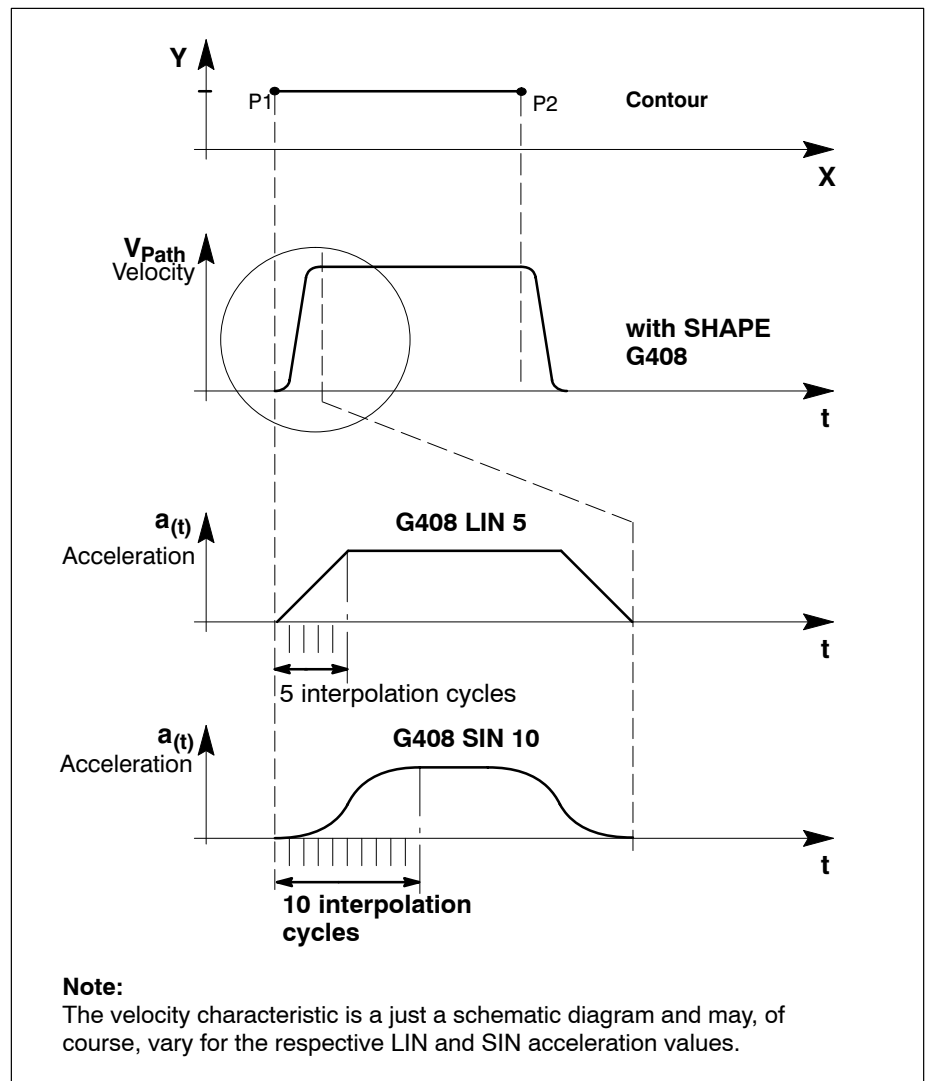 Y
P1
P2
Contour
X
VPath
Velocity
with SHAPE
G408
t
a(t)
Acceleration
G408 LIN 5
t
5 interpolation cycles
a(t)
Acceleration
G408 SIN 10
t
10 interpolation
cycles
Note:
The velocity characteristic is a just a schematic diagram and may, of
course, vary for the respective LIN and SIN acceleration values.